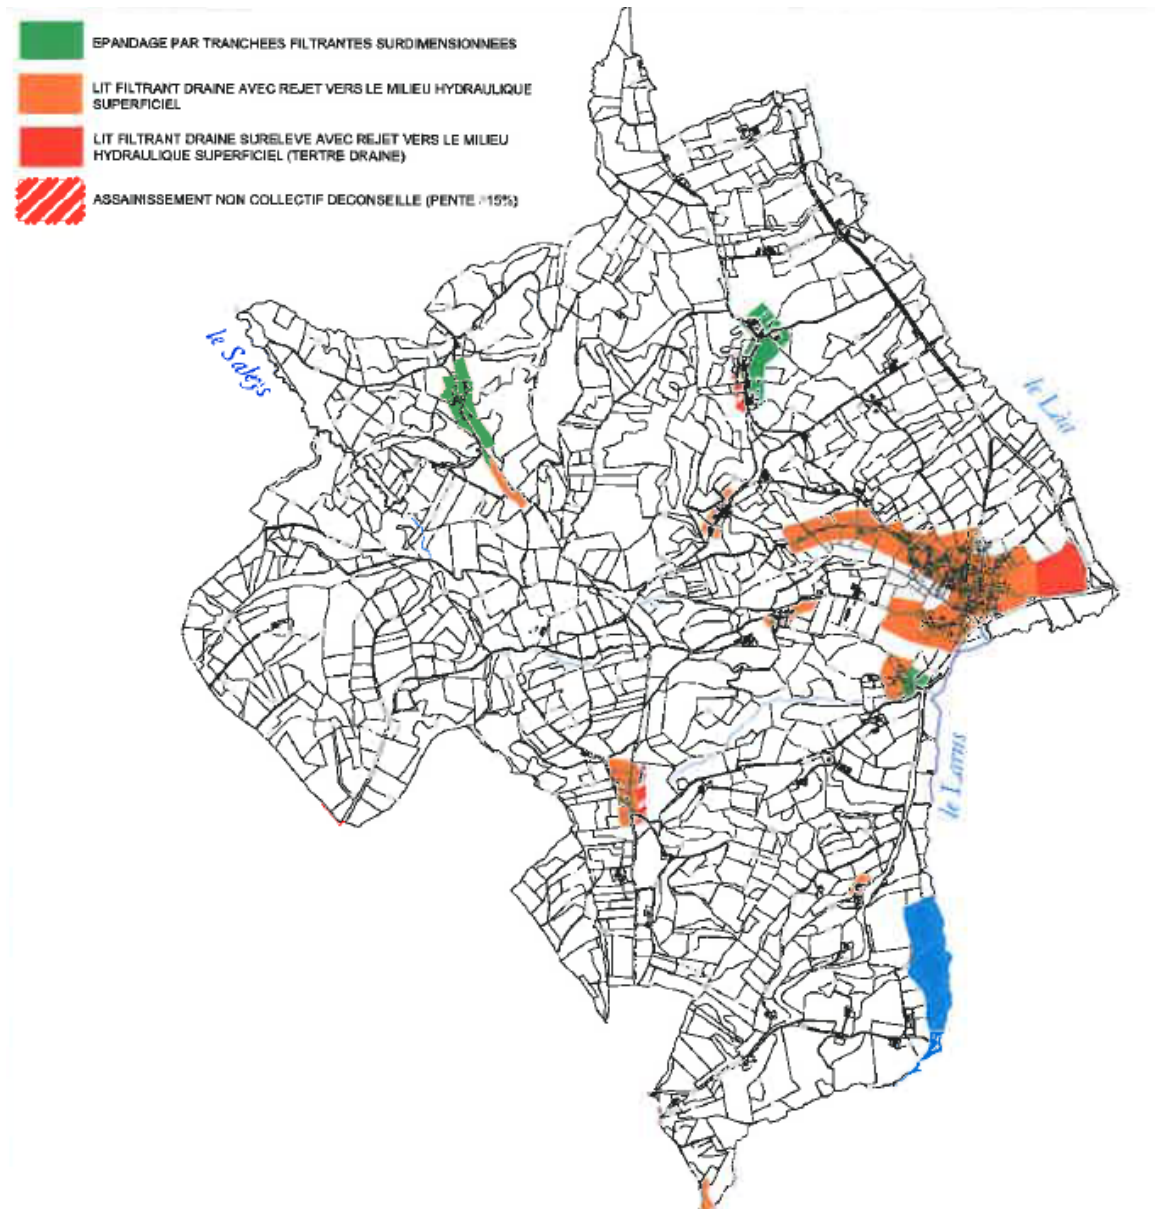 EPANDAGE PAR TRANCHEES FILTRANTES SURDIMENSIONNEES
LIT FILTRANT DRAINE AVEC REJET VERS LE MILIEU HYDRAULIQUE
SUPERFICIEL
LIT FILTRANT DRAINE SURELEVE AVEC REJET VERS LE MILIEU
HYDRAULIQUE SUPERFICIEL (TERTRE DRAINE)
ASSAINISSEMENT NON COLLECTIF DECONSEILLE (PENTE >15%)
le Saleys
le Làa
le Larus